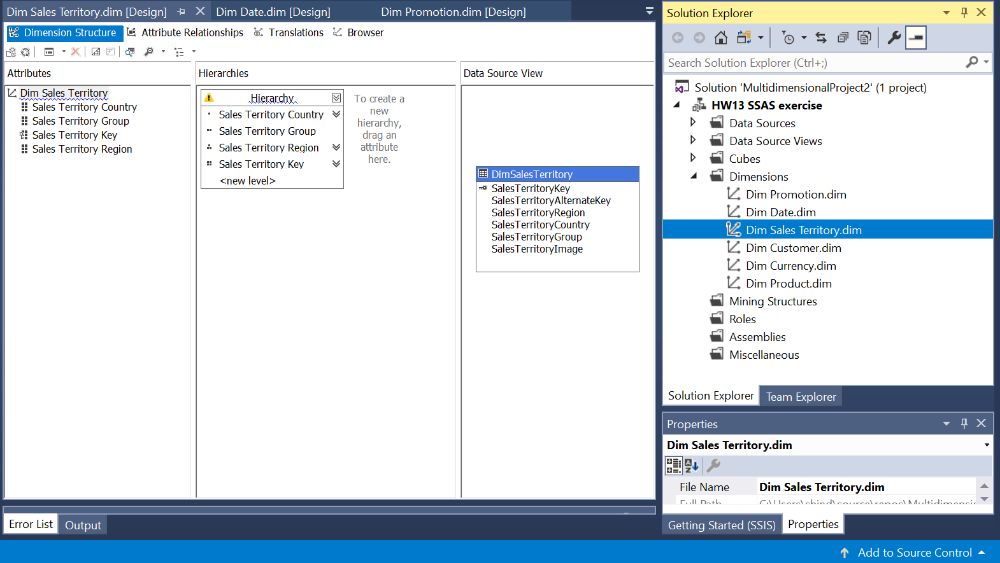 Dim Sales Territory.dim [Design]
Dim Date.dim [Design]
Dim Promotion.dim [Design]
Dimension Structure
Attribute Relationships
Translations
Browser
Attributes
Dim Sales Territory
Sales Territory Country
Sales Territory Group
Sales Territory Key
Sales Territory Region
Hierarchies
Hierarchy
Sales Territory Country
Sales Territory Group
Sales Territory Region
Sales Territory Key
<new level>
To create a
new
hierarchy,
drag an
attribute
here.
Data Source View
DimSalesTerritory
SalesTerritoryKey
SalesTerritoryAlternateKey
SalesTerritoryRegion
SalesTerritoryCountry
SalesTerritoryGroup
SalesTerritoryImage
Error List
Output
Solution Explorer
Search Solution Explorer (Ctrl+;)
Solution 'MultidimensionalProject2' (1 project)
HW13 SSAS exercise
Data Sources
Data Source Views
Cubes
Dimensions
Dim Promotion.dim
Dim Date.dim
Dim Sales Territory.dim
Dim Customer.dim
Dim Currency.dim
Dim Product.dim
Mining Structures
Roles
Assemblies
Miscellaneous
Solution Explorer
Team Explorer
Properties
Dim Sales Territory.dim
File Name
Dim Sales Territory.dim
Full Path
Getting Started (SSIS)
Properties
Add to Source Control